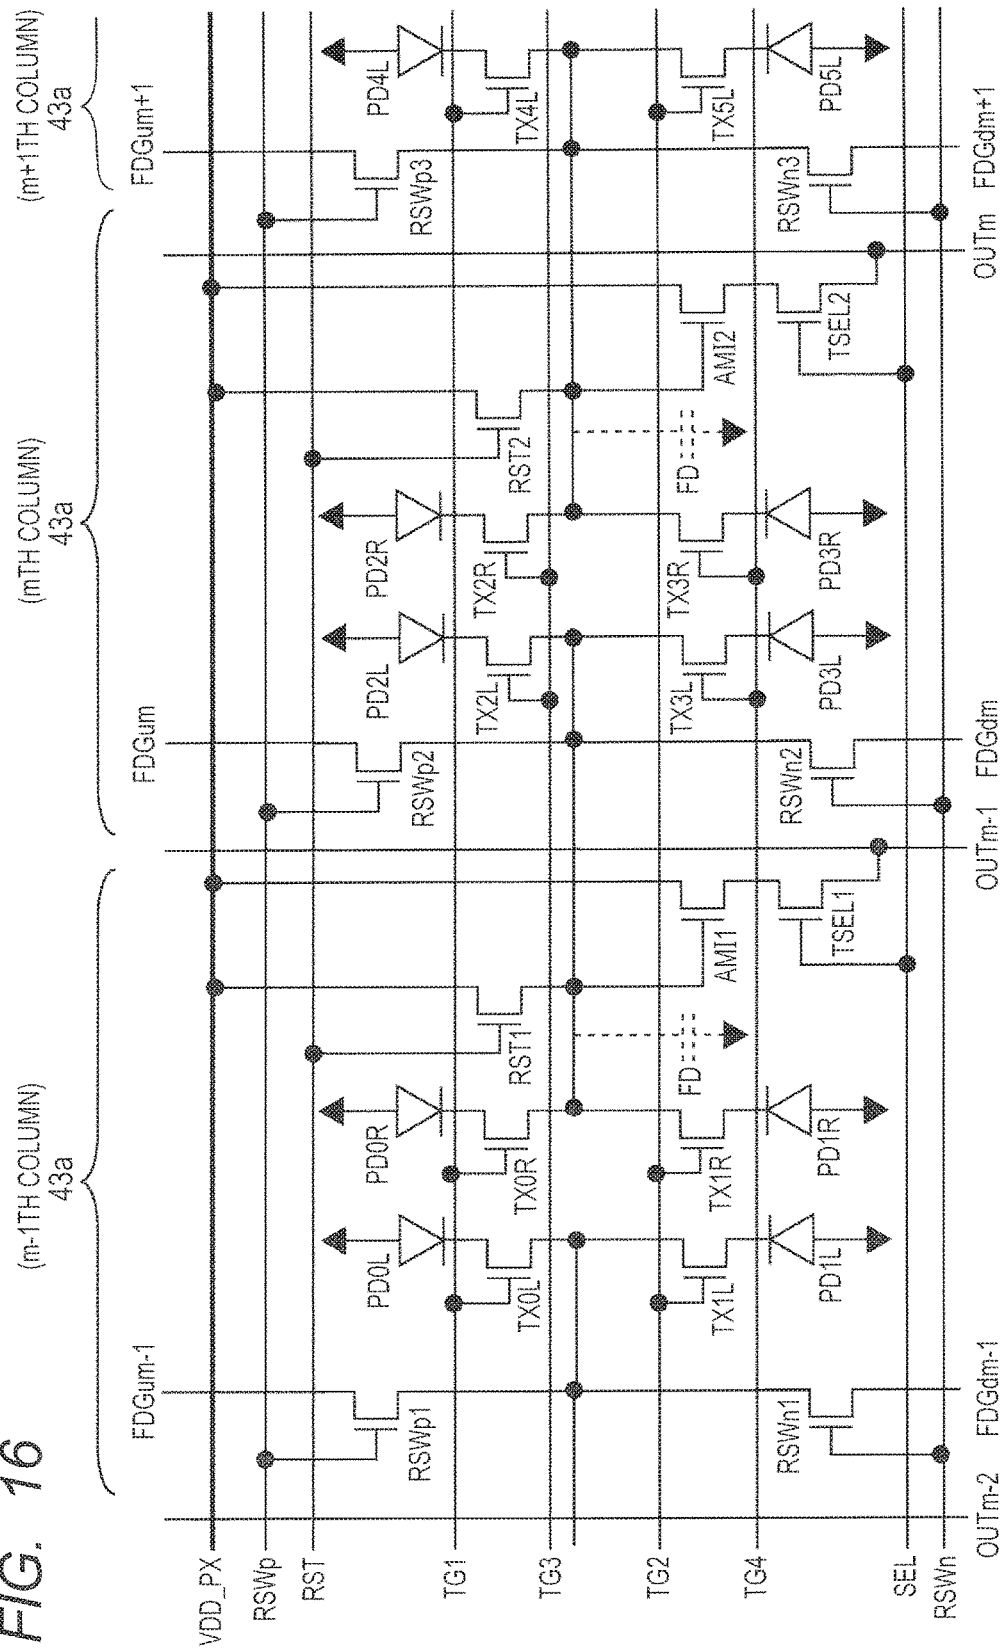 FIG. 16
(m-1TH COLUMN)
43a
(mTH COLUMN)
43a
(m+1TH COLUMN)
43a
FDGum-1
FDGum
FDGum+1
VDD_PX
RSWp
RST
TG1
TG3
TG2
TG4
SEL
RSWn
RSWp1
PD0L
PD0R
TX0L
TX0R
RST1
RSWp2
PD2L
PD2R
TX2L
TX2R
RST2
RSWp3
PD4L
TX4L
RSWn1
TX1L
TX1R
PD1L
PD1R
FD
AMI1
TSEL1
RSWn2
TX3L
TX3R
PD3L
PD3R
FD
AMI2
TSEL2
RSWn3
TX5L
PD5L
OUTm-2
FDGdm-1
OUTm-1
FDGdm
OUTm
FDGdm+1